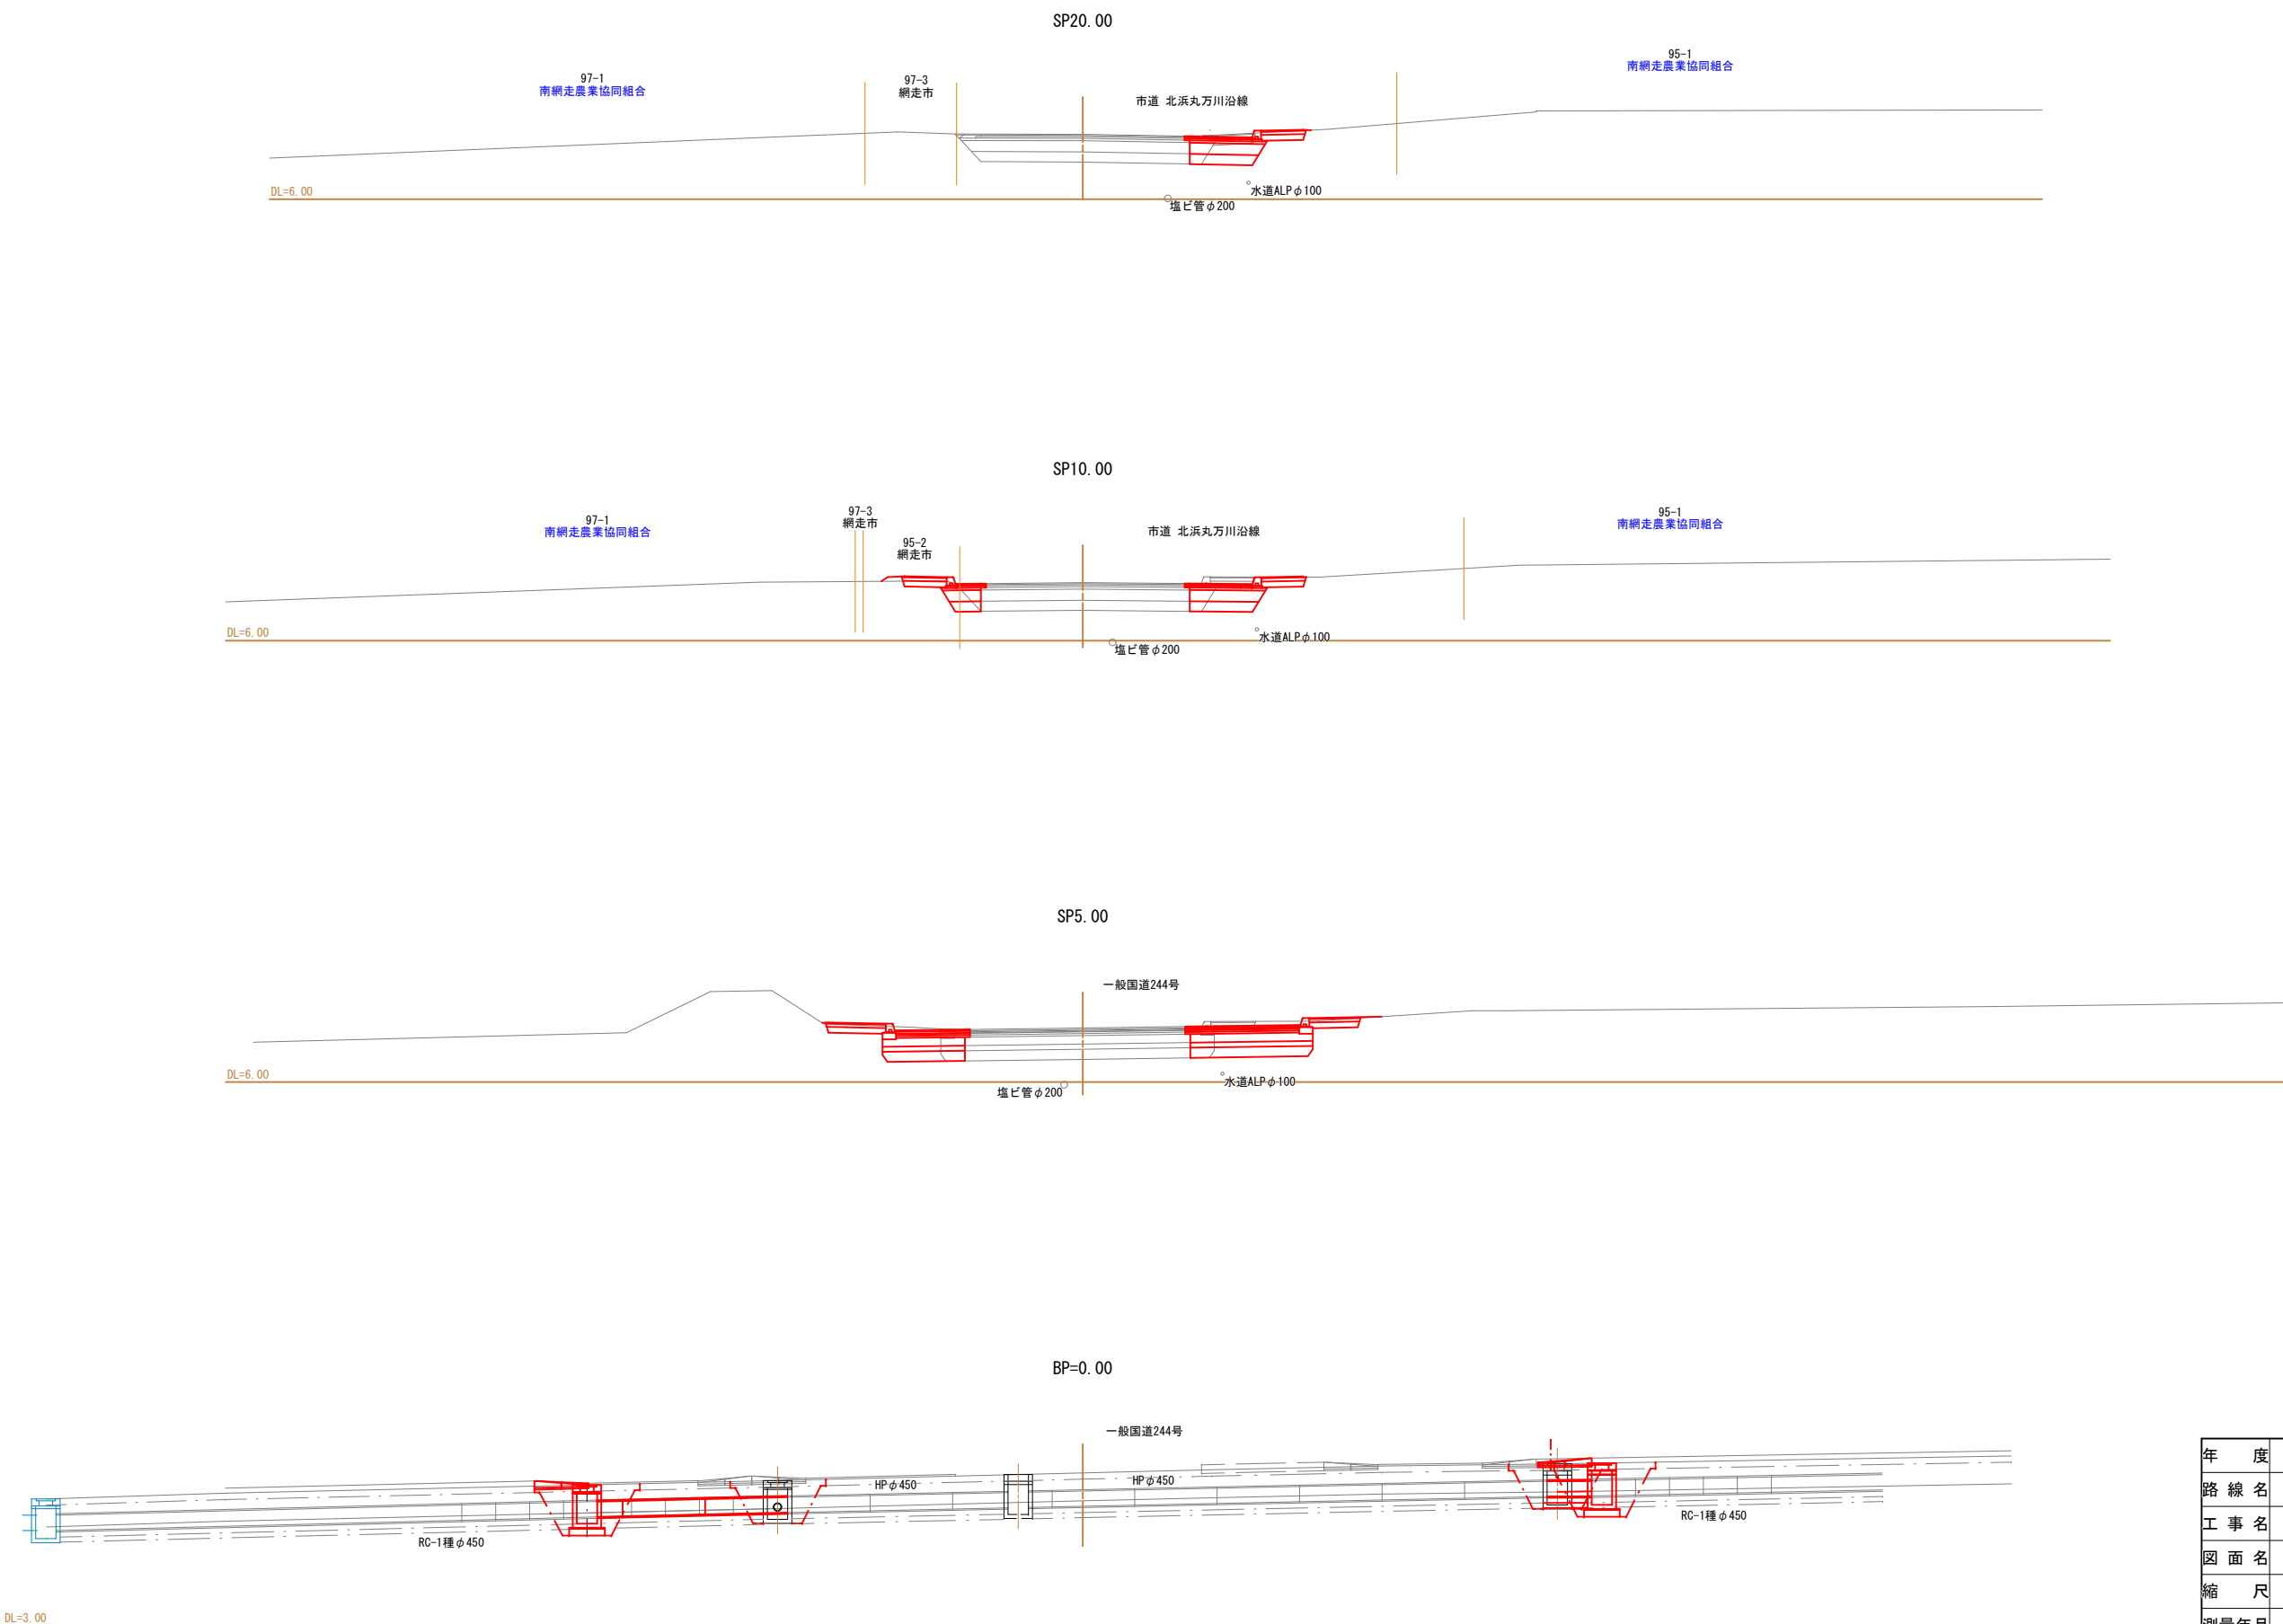 SP20.00
97-1
南網走農業協同組合
97-3
網走市
市道 北浜丸万川沿線
95-1
南網走農業協同組合
DL=6.00
水道ALPφ100
塩ビ管φ200
SP10.00
97-1
南網走農業協同組合
97-3
網走市
95-2
網走市
市道 北浜丸万川沿線
95-1
南網走農業協同組合
DL=6.00
水道ALPφ100
塩ビ管φ200
SP5.00
一般国道244号
DL=6.00
水道ALPφ100
塩ビ管φ200
BP=0.00
一般国道244号
HPφ450
HPφ450
RC-1種φ450
RC-1種φ450
DL=3.00
年 度
路 線 名
工 事 名
図 面 名
縮 尺
測量年月